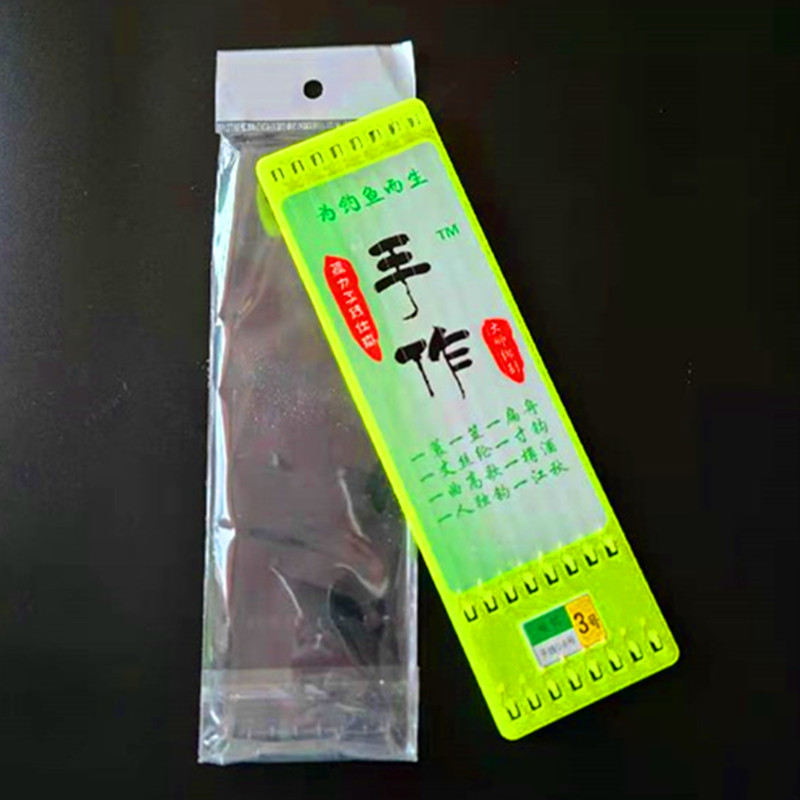 为钓鱼而生
手作
TM
一蓑一笠一扁舟
一丈丝纶一寸钩
一曲高歌一樽酒
一人独钓一江秋
3号